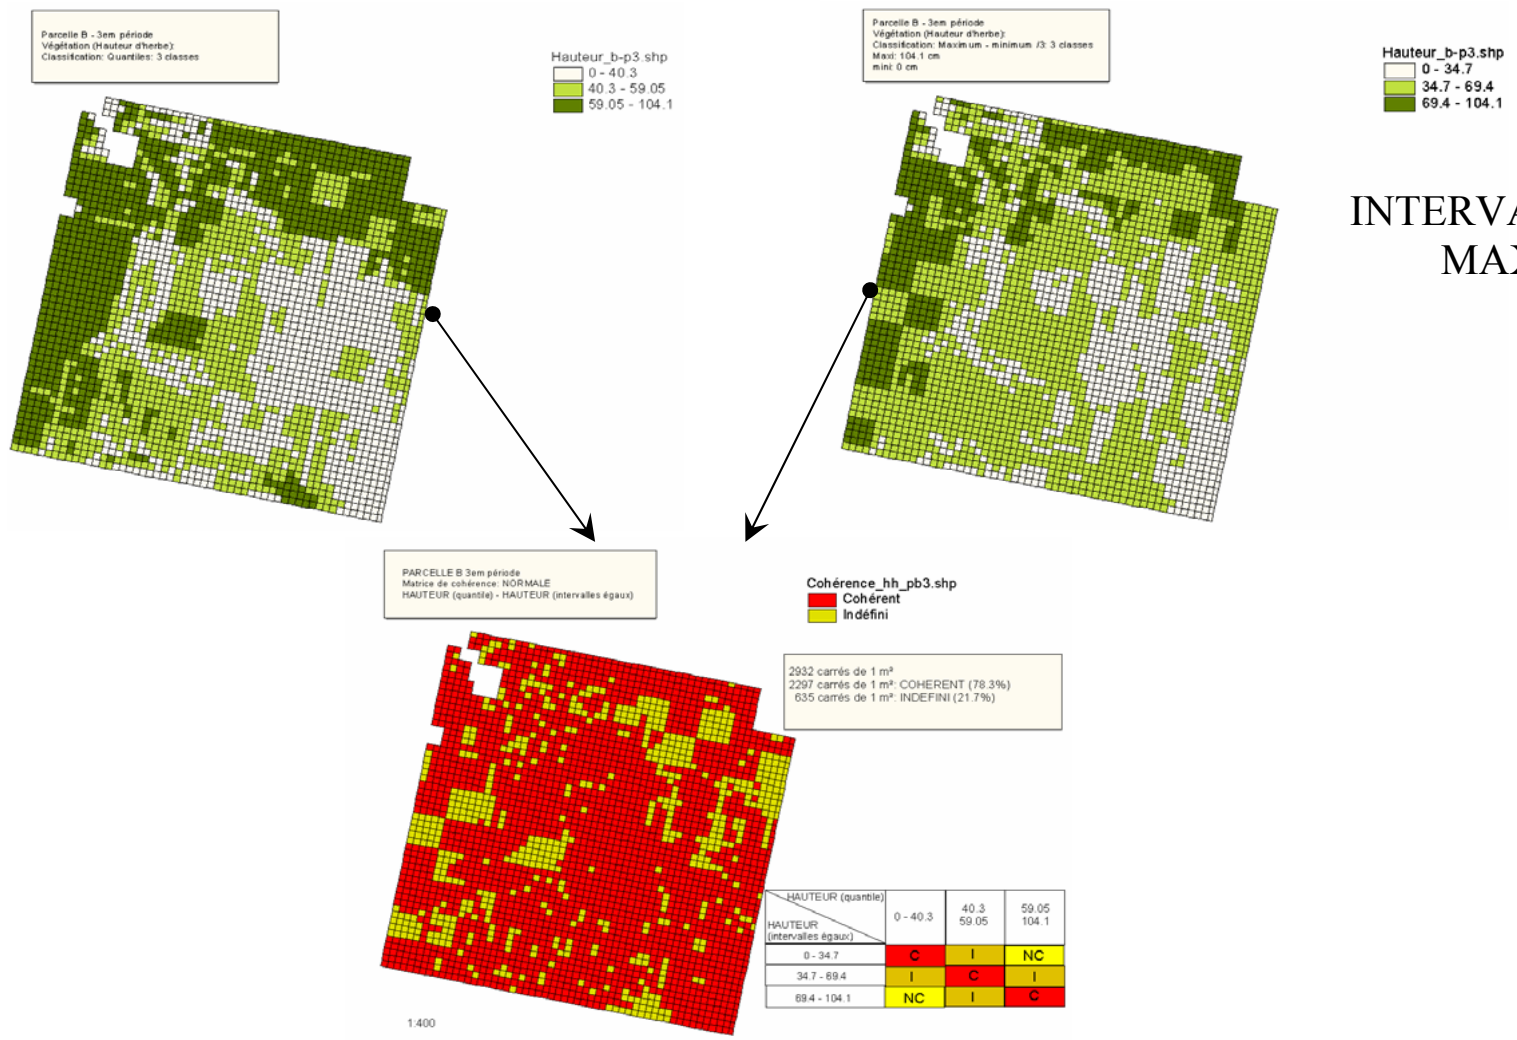 Parcelle B - 3em période
Végétation (Hauteur d'herbe):
Classification: Quantiles: 3 classes
Hauteur_b-p3.shp
0 - 40.3
40.3 - 59.05
59.05 - 104.1
Parcelle B - 3em période
Végétation (Hauteur d'herbe):
Classification: Maximum - minimum /3: 3 classes
Maxi: 104.1 cm
mini: 0 cm
Hauteur_b-p3.shp
0 - 34.7
34.7 - 69.4
69.4 - 104.1
INTERVA
MAX
PARCELLE B 3em période
Matrice de cohérence: NORMALE
HAUTEUR (quantile) - HAUTEUR (intervalles égaux)
Cohérence_hh_pb3.shp
Cohérent
Indéfini
2932 carrés de 1 m²
2297 carrés de 1 m²: COHERENT (78.3%)
635 carrés de 1 m²: INDEFINI (21.7%)
HAUTEUR (quantile)
HAUTEUR
(intervalles égaux)
0 - 40.3
40.3
59.05
59.05
104.1
0 - 34.7
C
I
NC
34.7 - 69.4
I
C
I
69.4 - 104.1
NC
I
C
1:400